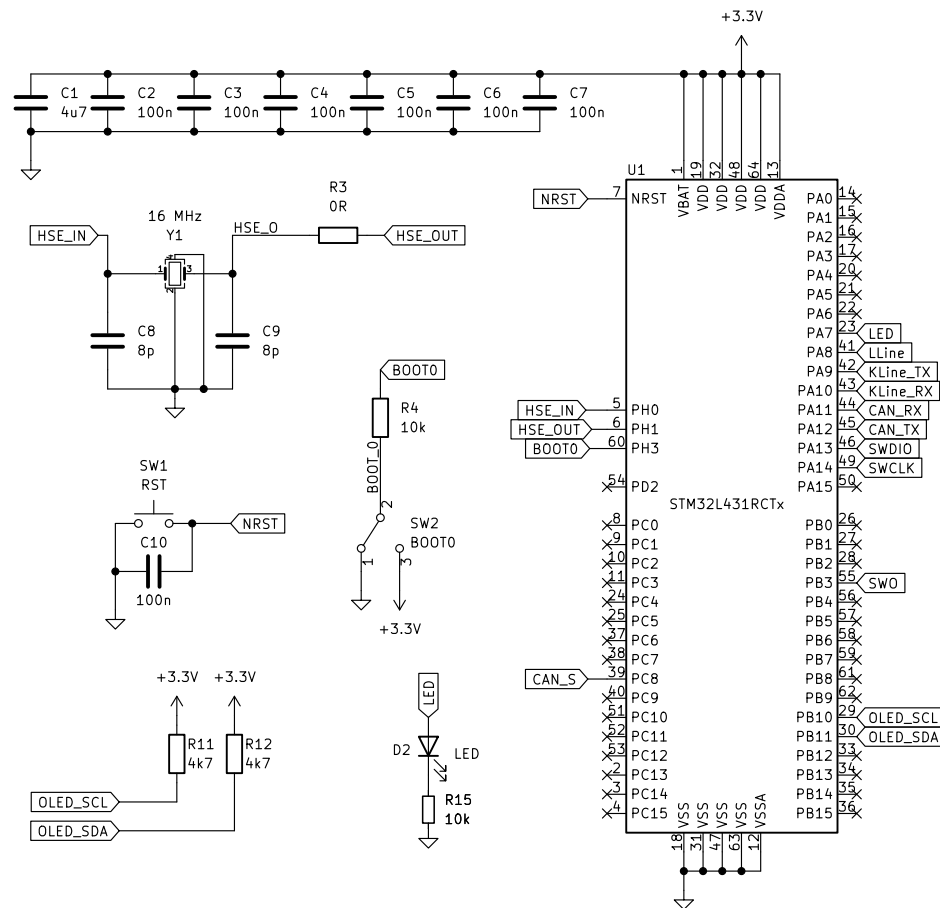 +3.3V
C1
4u7
C2
100n
C3
100n
C4
100n
C5
100n
C6
100n
C7
100n
16 MHz
Y1
HSE_IN
1
2
3
4
HSE_O
R3
0R
HSE_OUT
C8
8p
C9
8p
BOOT0
R4
10k
BOOT_0
2
1
3
SW2
BOOT0
+3.3V
SW1
RST
NRST
C10
100n
+3.3V
+3.3V
R11
4k7
R12
4k7
OLED_SCL
OLED_SDA
LED
D2
LED
R15
10k
U1
STM32L431RCTx
1 VBAT
19 VDD
32 VDD
48 VDD
64 VDD
13 VDDA
NRST 7 NRST
HSE_IN 5 PH0
HSE_OUT 6 PH1
BOOT0 60 PH3
54 PD2
8 PC0
9 PC1
10 PC2
11 PC3
24 PC4
25 PC5
37 PC6
38 PC7
CAN_S 39 PC8
40 PC9
51 PC10
52 PC11
53 PC12
2 PC13
3 PC14
4 PC15
PA0 14
PA1 15
PA2 16
PA3 17
PA4 20
PA5 21
PA6 22
PA7 23 LED
PA8 41 LLine
PA9 42 KLine_TX
PA10 43 KLine_RX
PA11 44 CAN_RX
PA12 45 CAN_TX
PA13 46 SWDIO
PA14 49 SWCLK
PA15 50
PB0 26
PB1 27
PB2 28
PB3 55 SWO
PB4 56
PB5 57
PB6 58
PB7 59
PB8 61
PB9 62
PB10 29 OLED_SCL
PB11 30 OLED_SDA
PB12 33
PB13 34
PB14 35
PB15 36
18 VSS
31 VSS
47 VSS
63 VSS
12 VSSA